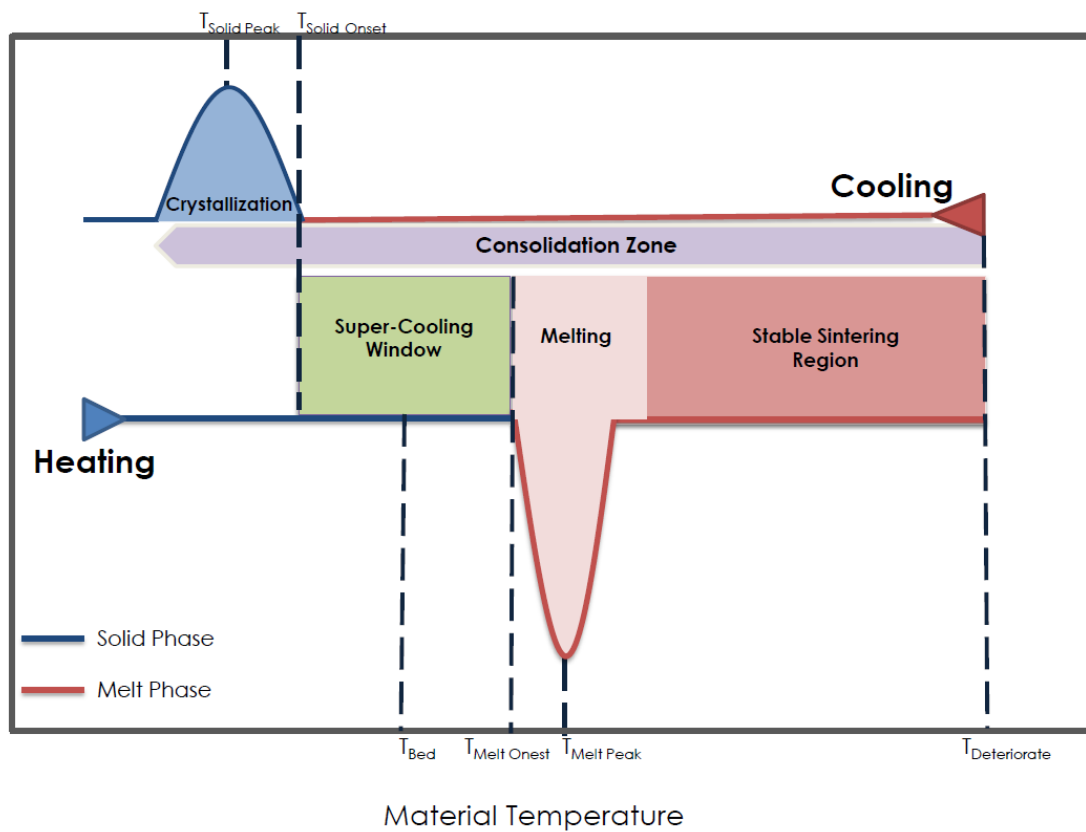 TSolid Peak TSolid Onset
Cooling
Crystallization
Consolidation Zone
Super-Cooling
Window
Melting
Stable Sintering
Region
Heating
Solid Phase
Melt Phase
TBed TMelt Onest TMelt Peak TDeteriorate
Material Temperature